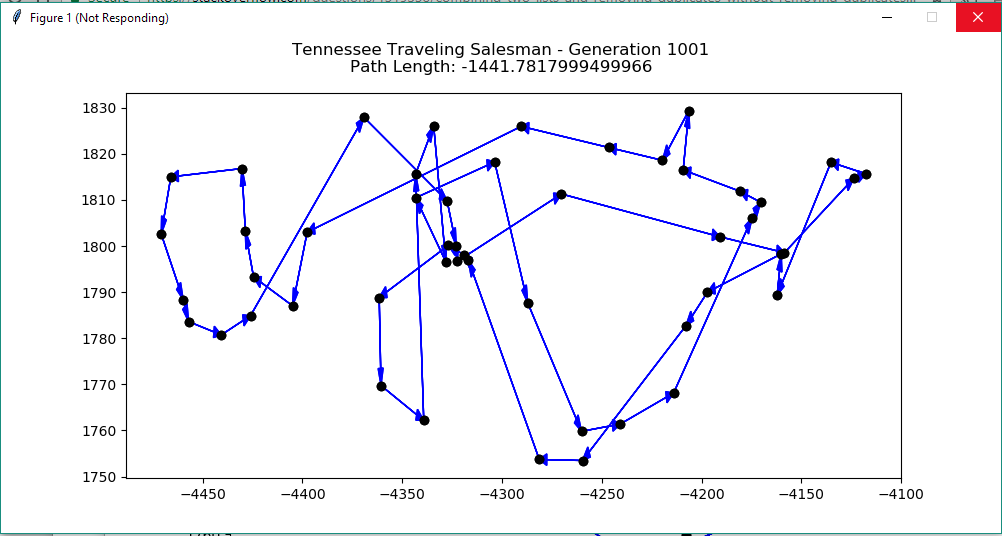 Figure 1 (Not Responding)
Tennessee Traveling Salesman - Generation 1001
Path Length: -1441.7817999499966
1830
1820
1810
1800
1790
1780
1770
1760
1750
−4450 −4400 −4350 −4300 −4250 −4200 −4150 −4100